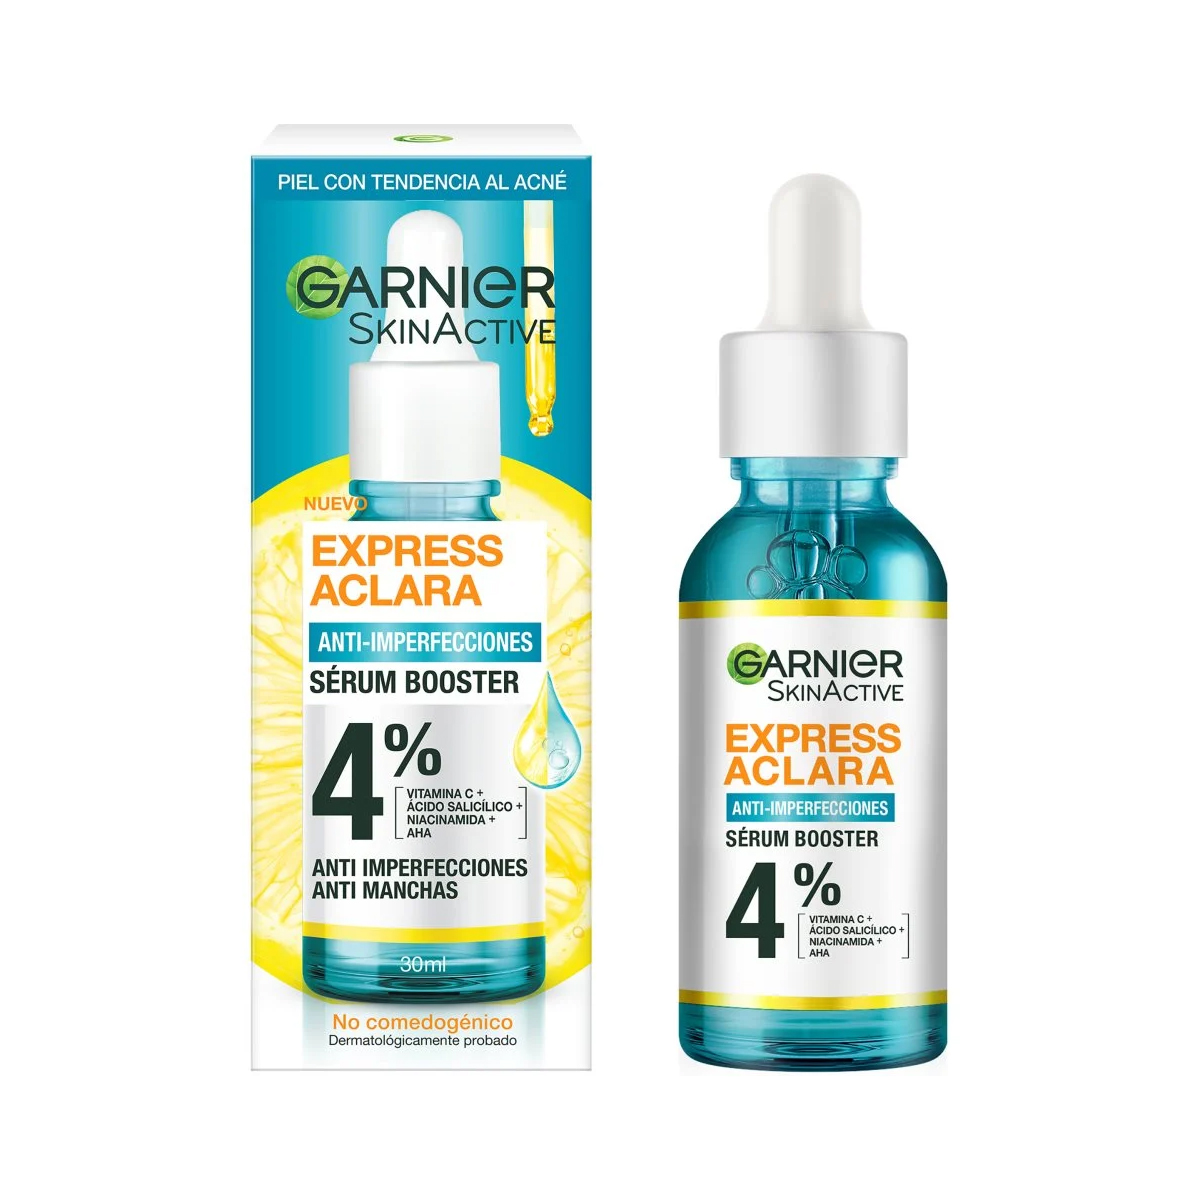 PIEL CON TENDENCIA AL ACNÉ
GARNIER
SKINACTIVE
NUEVO
EXPRESS
ACLARA
ANTI-IMPERFECCIONES
SÉRUM BOOSTER
4%
VITAMINA C +
ÁCIDO SALICÍLICO +
NIACINAMIDA +
AHA
ANTI IMPERFECCIONES
ANTI MANCHAS
30ml
No comedogénico
Dermatológicamente probado
GARNIER
SKINACTIVE
EXPRESS
ACLARA
ANTI-IMPERFECCIONES
SÉRUM BOOSTER
4%
VITAMINA C +
ÁCIDO SALICÍLICO +
NIACINAMIDA +
AHA